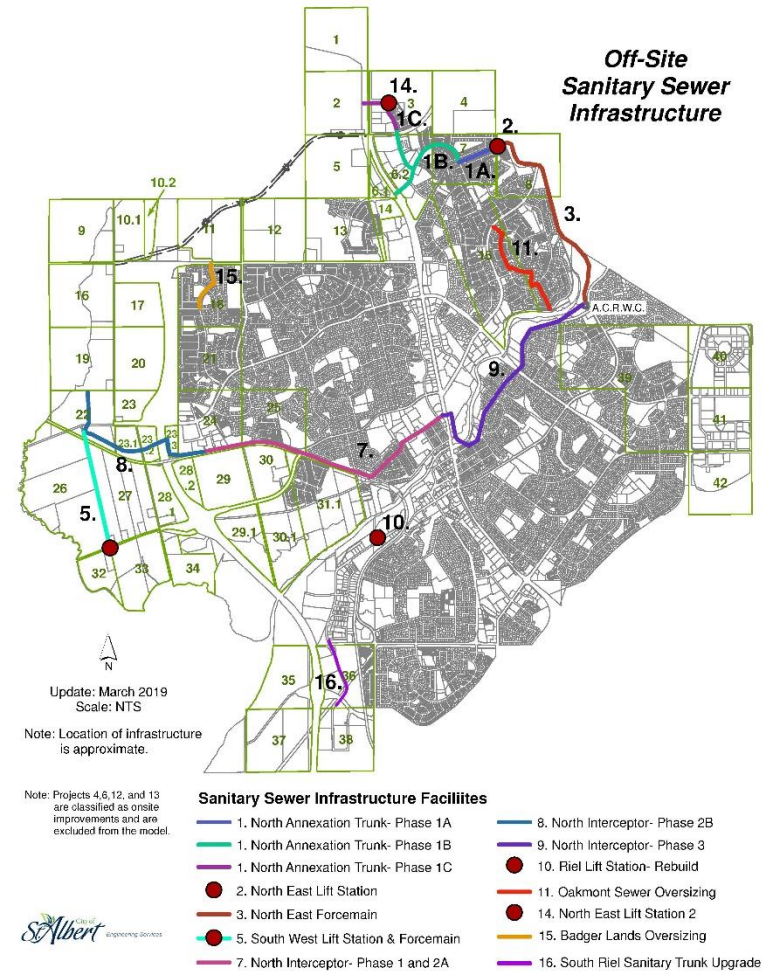 Off-Site
Sanitary Sewer
Infrastructure
1
2
14.
3
4
1C.
2.
5
7
1B.
1A.
6.2
6.1
8
10.2
14
3.
9
10.1
11
12
13
15
11.
15.
16
17
18
A.C.R.W.C.
19
20
21
9.
40
39
22
23
24
25
41
23.1
23
2
23
3
7.
8.
30
42
26
27
28
.2
29
28
.1
31.1
5.
10.
29.1
30.1
32
33
34
N
35
16.
36
37
38
Update: March 2019
Scale: NTS
Note: Location of infrastructure
is approximate.
Note: Projects 4,6,12, and 13
are classified as onsite
improvements and are
excluded from the model.
Sanitary Sewer Infrastructure Faciliites
1. North Annexation Trunk- Phase 1A
1. North Annexation Trunk- Phase 1B
1. North Annexation Trunk- Phase 1C
2. North East Lift Station
3. North East Forcemain
5. South West Lift Station & Forcemain
7. North Interceptor- Phase 1 and 2A
8. North Interceptor- Phase 2B
9. North Interceptor- Phase 3
10. Riel Lift Station- Rebuild
11. Oakmont Sewer Oversizing
14. North East Lift Station 2
15. Badger Lands Oversizing
16. South Riel Sanitary Trunk Upgrade
City of
St. Albert
Engineering Services